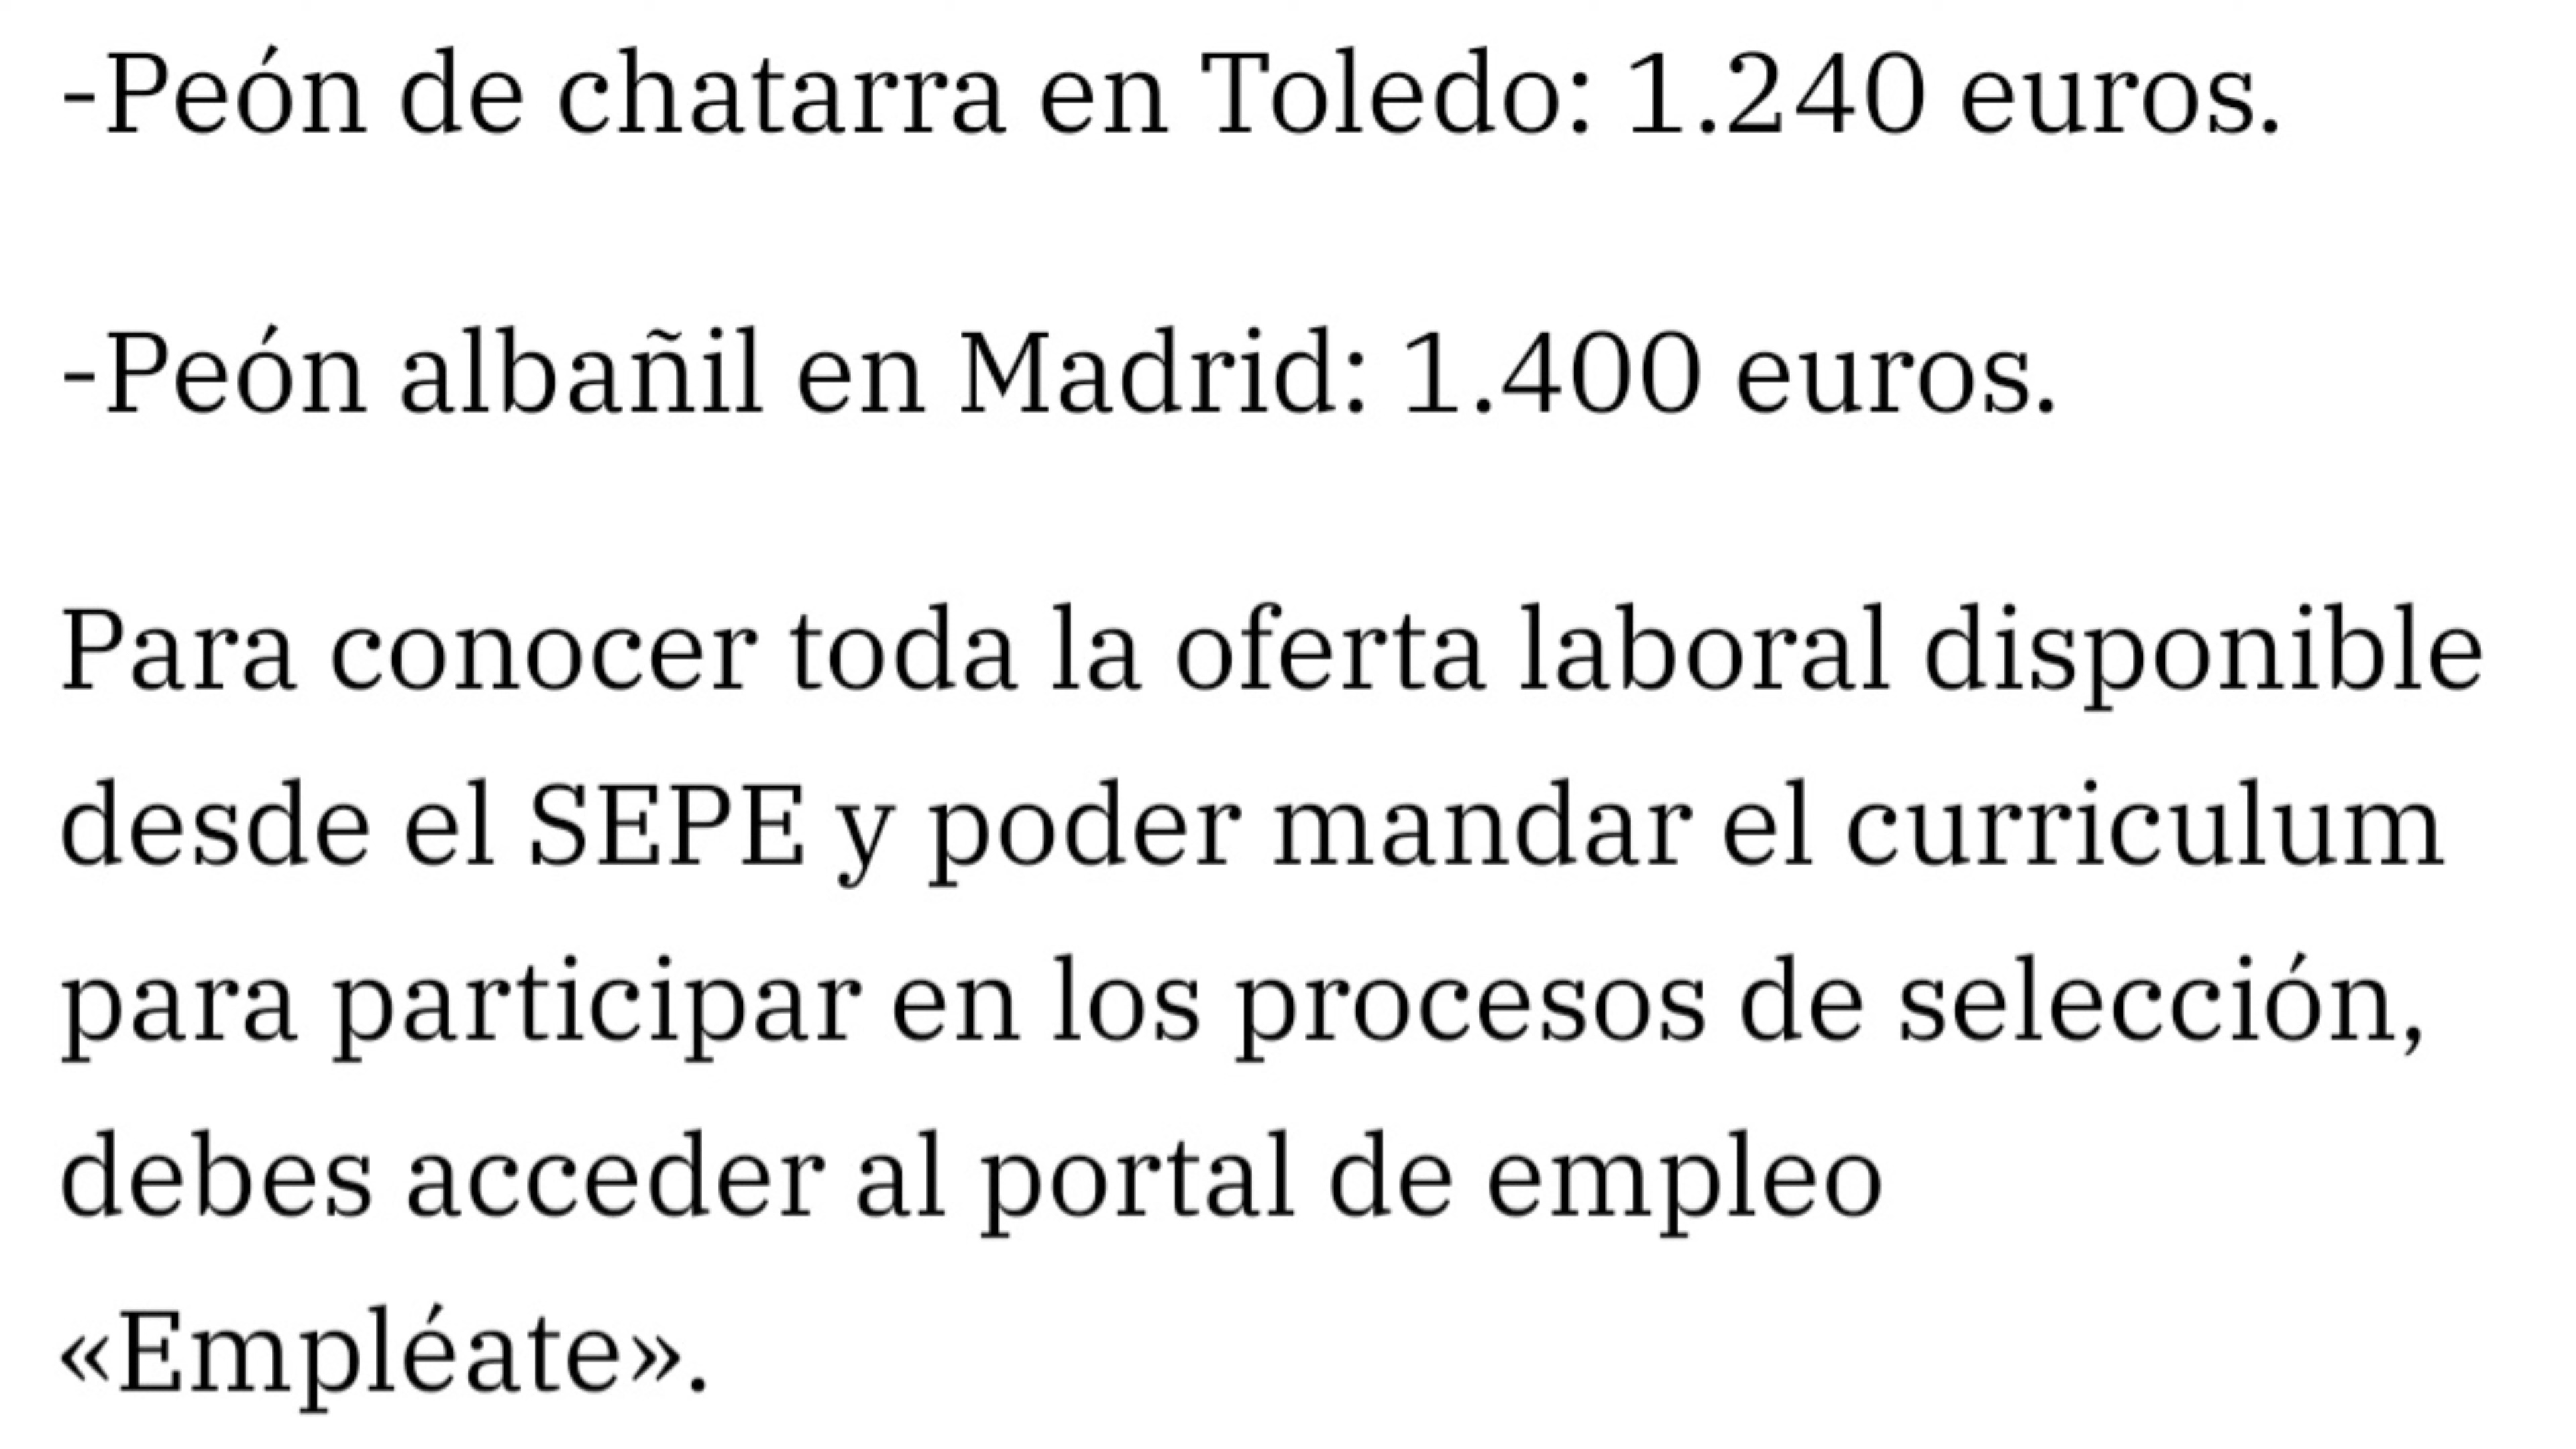 -Peón de chatarra en Toledo: 1.240 euros.
-Peón albañil en Madrid: 1.400 euros.
Para conocer toda la oferta laboral disponible
desde el SEPE y poder mandar el curriculum
para participar en los procesos de selección,
debes acceder al portal de empleo
«Empléate».